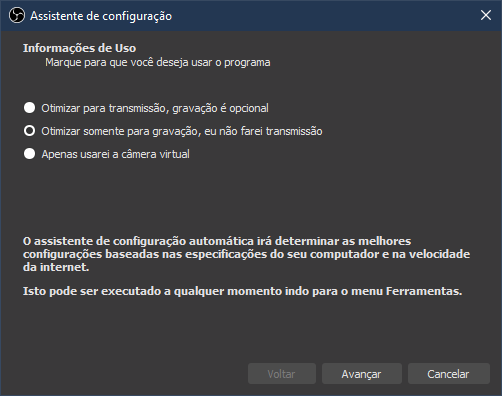 Assistente de configuração
Informações de Uso
Marque para que você deseja usar o programa
Otimizar para transmissão, gravação é opcional
Otimizar somente para gravação, eu não farei transmissão
Apenas usarei a câmera virtual
O assistente de configuração automática irá determinar as melhores
configurações baseadas nas especificações do seu computador e na velocidade
da internet.
Isto pode ser executado a qualquer momento indo para o menu Ferramentas.
Voltar Avançar Cancelar